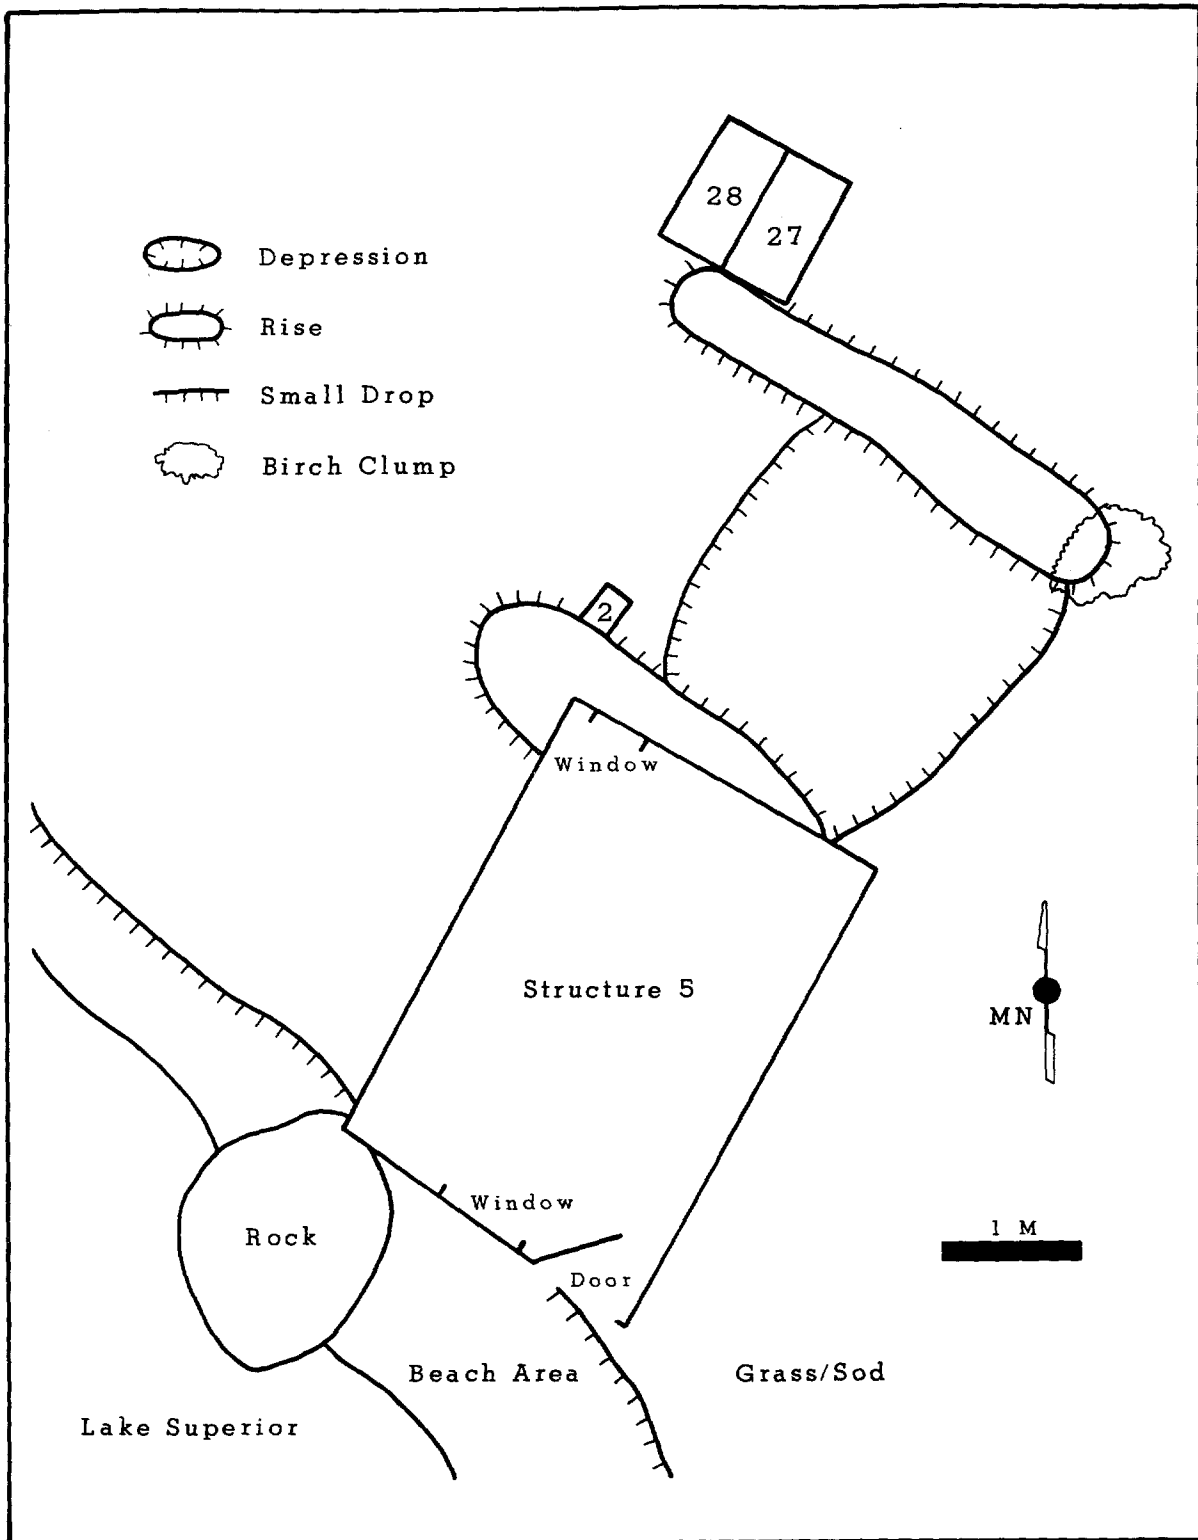 28
27
Depression
Rise
Small Drop
Birch Clump
2
Window
Structure 5
MN
Window
Rock
1 M
Door
Beach Area
Grass/Sod
Lake Superior